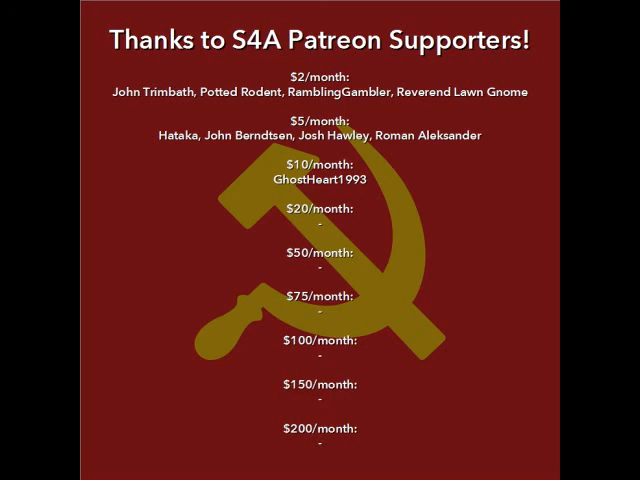 Thanks to S4A Patreon Supporters!
$2/month:
John Trimbath, Potted Rodent, RamblingGambler, Reverend Lawn Gnome
$5/month:
Hataka, John Berndtsen, Josh Hawley, Roman Aleksander
$10/month:
GhostHeart1993
$20/month:
-
$50/month:
-
$75/month:
-
$100/month:
-
$150/month:
-
$200/month:
-